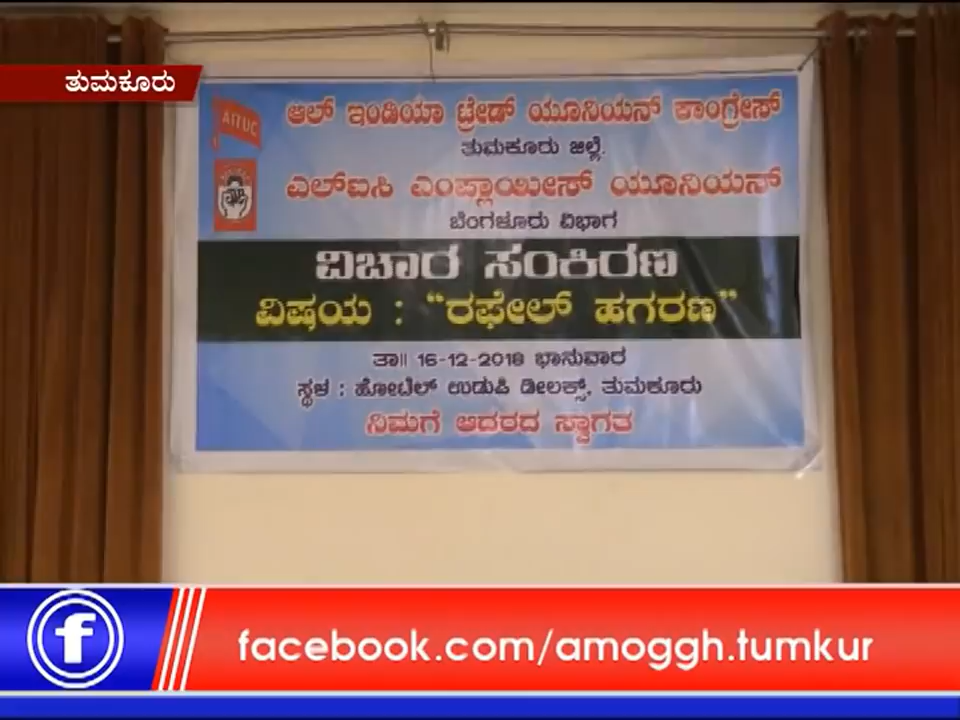 ತುಮಕೂರು
AITUC
ಆಲ್ ಇಂಡಿಯಾ ಟ್ರೇಡ್ ಯೂನಿಯನ್ ಕಾಂಗ್ರೇಸ್
ತುಮಕೂರು ಜಿಲ್ಲೆ.
ಎಲ್‌ಐಸಿ ಎಂಪ್ಲಾಯೀಸ್ ಯೂನಿಯನ್
ಬೆಂಗಳೂರು ವಿಭಾಗ
ವಿಚಾರ ಸಂಕಿರಣ
ವಿಷಯ : “ರಫೇಲ್ ಹಗರಣ”
ತಾ॥ 16-12-2018 ಭಾನುವಾರ
ಸ್ಥಳ : ಹೋಟೆಲ್ ಉಡುಪಿ ಡೀಲಕ್ಸ್, ತುಮಕೂರು
ನಿಮಗೆ ಆದರದ ಸ್ವಾಗತ
facebook.com/amoggh.tumkur